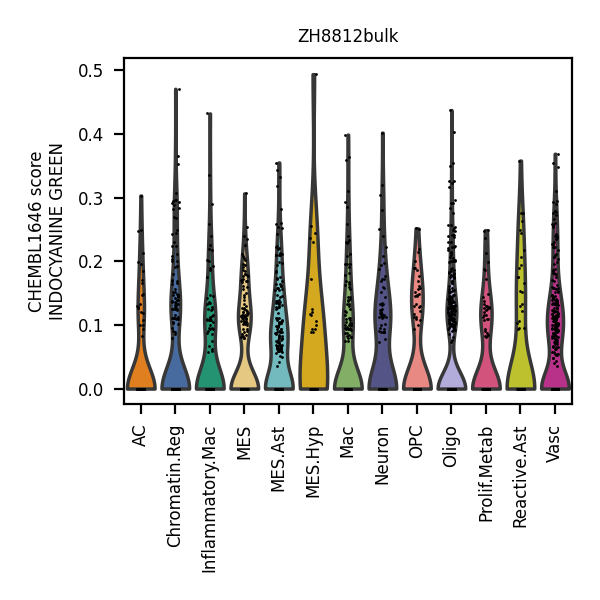 ZH8812bulk
CHEMBL1646 score
INDOCYANINE GREEN
0.5
0.4
0.3
0.2
0.1
0.0
AC
Chromatin.Reg
Inflammatory.Mac
MES
MES.Ast
MES.Hyp
Mac
Neuron
OPC
Oligo
Prolif.Metab
Reactive.Ast
Vasc